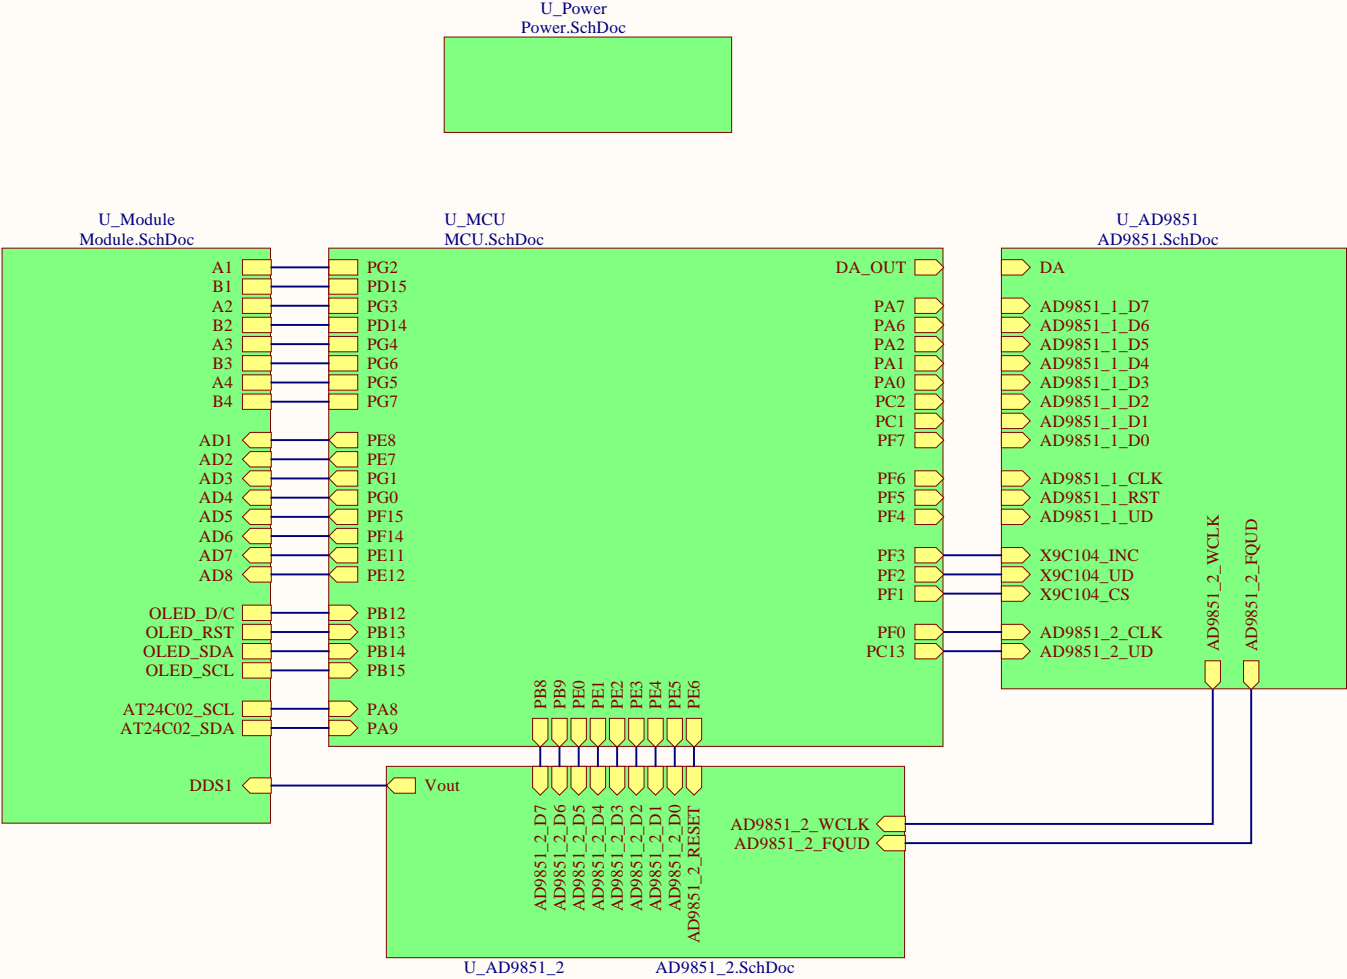 U_Power
Power.SchDoc
U_Module
Module.SchDoc
A1
B1
A2
B2
A3
B3
A4
B4
AD1
AD2
AD3
AD4
AD5
AD6
AD7
AD8
OLED_D/C
OLED_RST
OLED_SDA
OLED_SCL
AT24C02_SCL
AT24C02_SDA
DDS1
U_MCU
MCU.SchDoc
PG2
PD15
PG3
PD14
PG4
PG6
PG5
PG7
PE8
PE7
PG1
PG0
PF15
PF14
PE11
PE12
PB12
PB13
PB14
PB15
PA8
PA9
DA_OUT
PA7
PA6
PA2
PA1
PA0
PC2
PC1
PF7
PF6
PF5
PF4
PF3
PF2
PF1
PF0
PC13
PB8
PB9
PE0
PE1
PE2
PE3
PE4
PE5
PE6
U_AD9851
AD9851.SchDoc
DA
AD9851_1_D7
AD9851_1_D6
AD9851_1_D5
AD9851_1_D4
AD9851_1_D3
AD9851_1_D2
AD9851_1_D1
AD9851_1_D0
AD9851_1_CLK
AD9851_1_RST
AD9851_1_UD
X9C104_INC
X9C104_UD
X9C104_CS
AD9851_2_CLK
AD9851_2_UD
AD9851_2_WCLK
AD9851_2_FQUD
Vout
AD9851_2_D7
AD9851_2_D6
AD9851_2_D5
AD9851_2_D4
AD9851_2_D3
AD9851_2_D2
AD9851_2_D1
AD9851_2_D0
AD9851_2_RESET
AD9851_2_WCLK
AD9851_2_FQUD
U_AD9851_2
AD9851_2.SchDoc